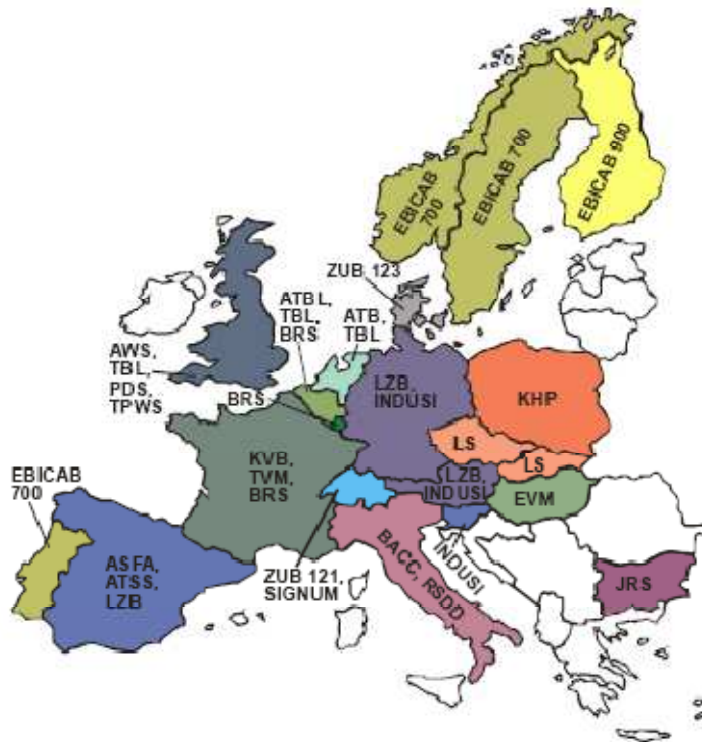 EBICAB 900
EBICAB 700
EBICAB
700
ZUB 123
ATBL,
TBL,
BRS
ATB,
TBL
AWS,
TBL,
PDS,
TPWS
LZB,
INDUSI
KHP
BRS
LS
LS
KVB,
TVM,
BRS
LZB,
INDUSI
EBICAB
700
EVM
ASFA,
ATSS,
LZB
ZUB 121,
SIGNUM
BACC, RSDD
INDUSI
JRS